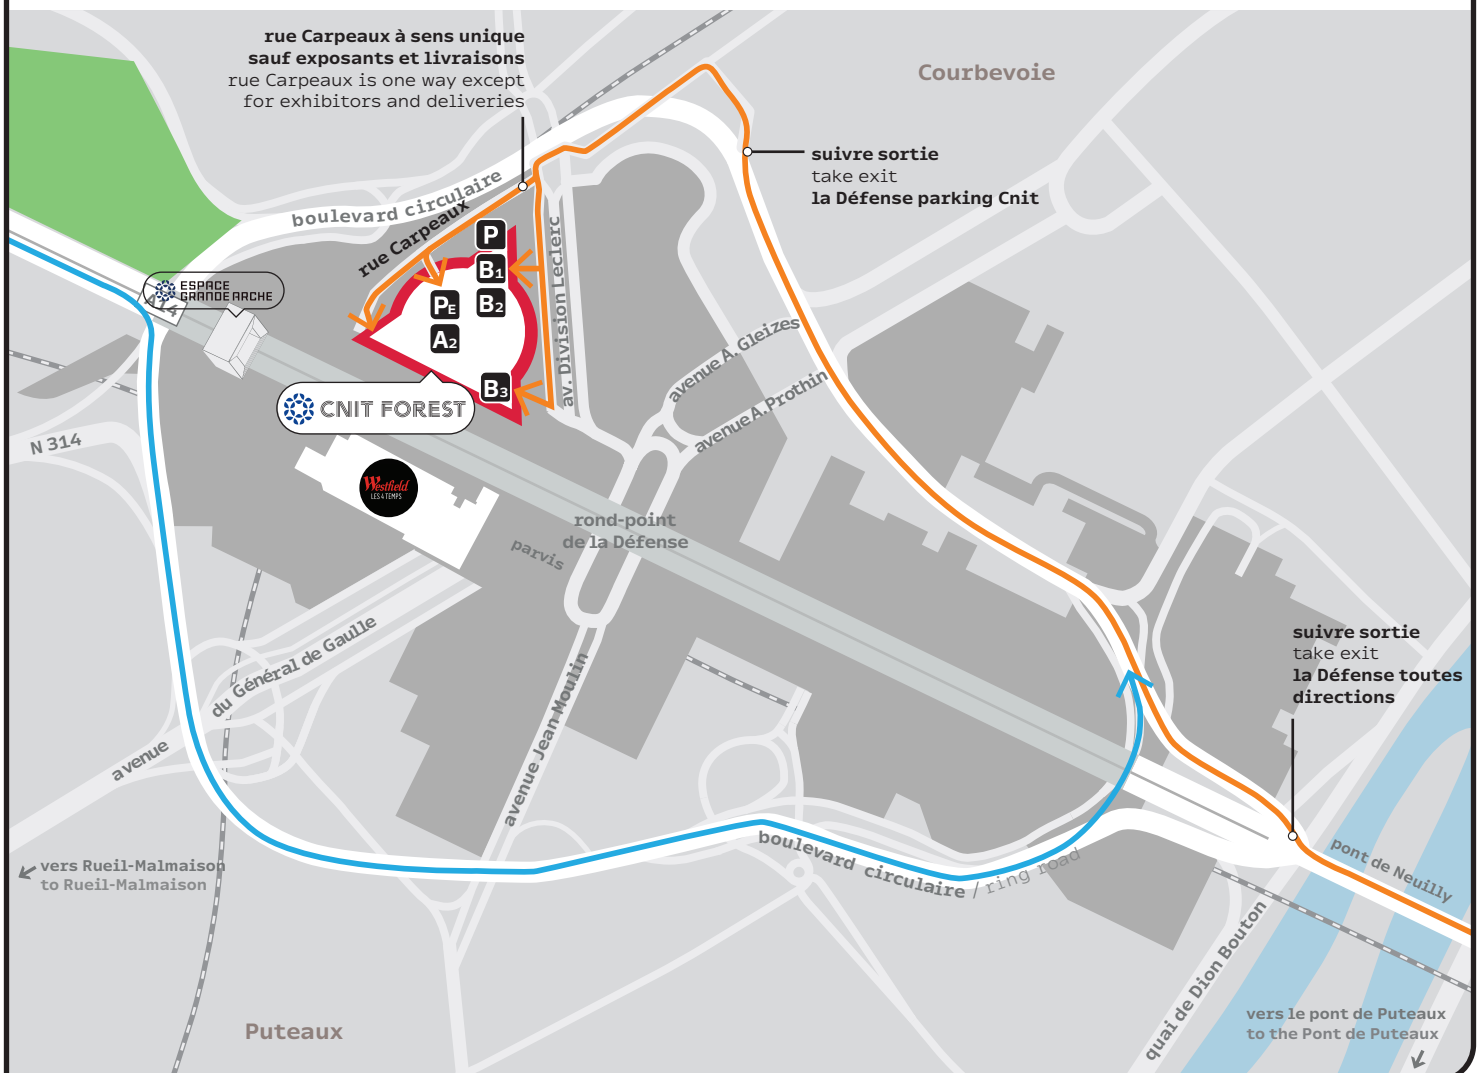 rue Carpeaux à sens unique
sauf exposants et livraisons
rue Carpeaux is one way except
for exhibitors and deliveries
Courbevoie
suivre sortie
take exit
la Défense parking Cnit
boulevard circulaire
rue Carpeaux
P
B1
B2
PE
A2
B3
av. Division Leclerc
ESPACE
GRANDE ARCHE
A14
CNIT FOREST
avenue A. Gleizes
avenue A. Prothin
N 314
Westfield
LES 4 TEMPS
rond-point
de la Défense
parvis
avenue du Général de Gaulle
avenue Jean Moulin
suivre sortie
take exit
la Défense toutes
directions
boulevard circulaire / ring road
pont de Neuilly
vers Rueil-Malmaison
to Rueil-Malmaison
quai de Dion Bouton
Puteaux
vers le pont de Puteaux
to the Pont de Puteaux